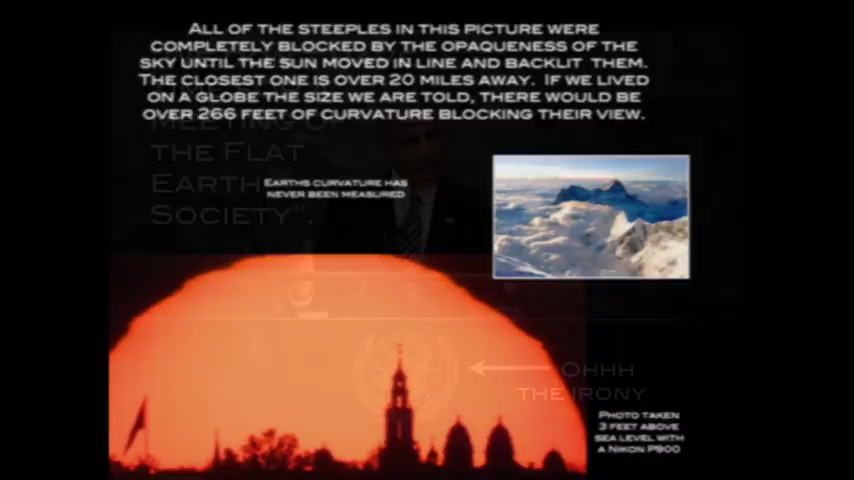 All of the steeples in this picture were
completely blocked by the opaqueness of the
sky until the sun moved in line and backlit them.
The closest one is over 20 miles away. If we lived
on a globe the size we are told, there would be
over 266 feet of curvature blocking their view.
meeting of
the Flat
Earth
Society".
Earths curvature has
never been measured
Ohhh
the irony
Photo taken
3 feet above
sea level with
a Nikon P900